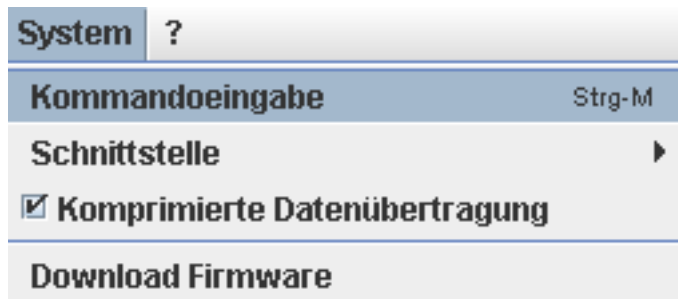 System ?
Kommandoeingabe Strg-M
Schnittstelle
Komprimierte Datenübertragung
Download Firmware